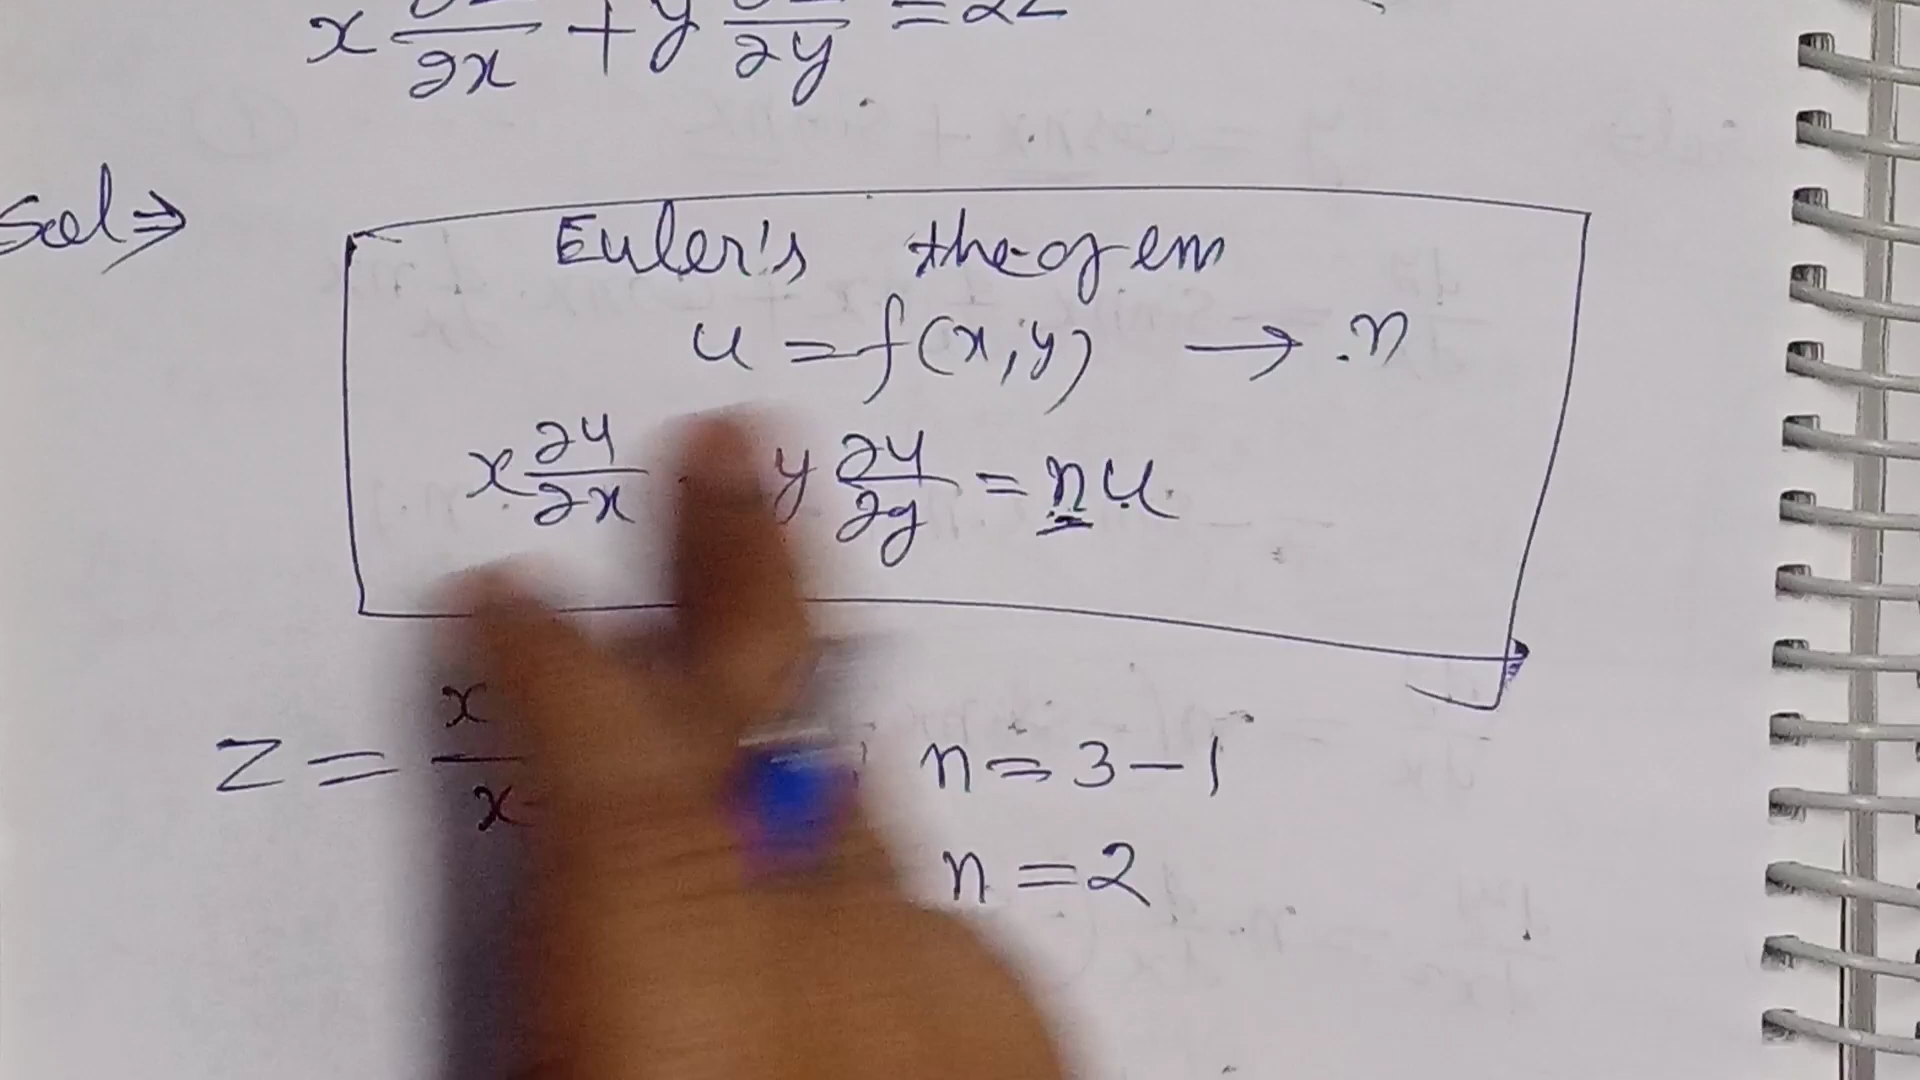 x ∂z/∂x + y ∂z/∂y = 2z
Sol ⇒
Euler's theorem
u = f(x,y) → n
x ∂u/∂x y ∂u/∂y = nu
z = x / x n = 3 - 1
n = 2